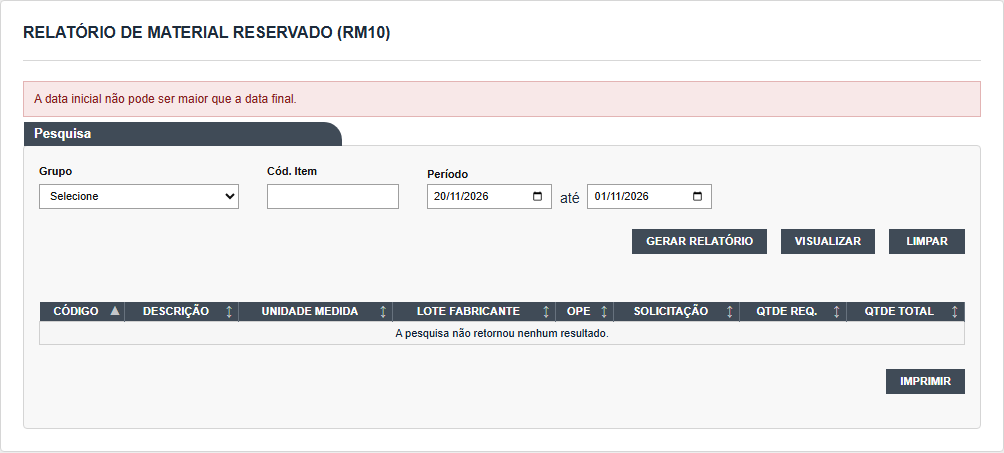 RELATÓRIO DE MATERIAL RESERVADO (RM10)
A data inicial não pode ser maior que a data final.
Pesquisa
Grupo Cód. Item Período
Selecione 20/11/2026 até 01/11/2026
GERAR RELATÓRIO VISUALIZAR LIMPAR
CÓDIGO DESCRIÇÃO UNIDADE MEDIDA LOTE FABRICANTE OPE SOLICITAÇÃO QTDE REQ. QTDE TOTAL
A pesquisa não retornou nenhum resultado.
IMPRIMIR